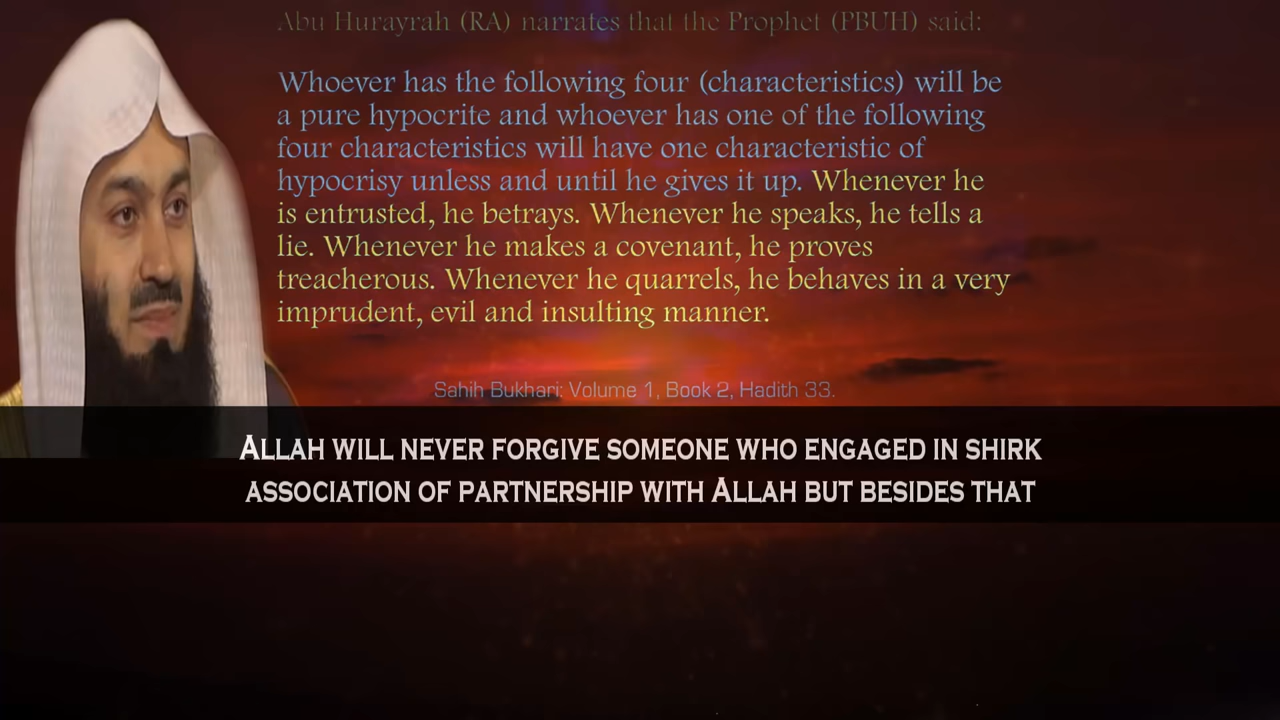 Abu Hurayrah (RA) narrates that the Prophet (PBUH) said:
Whoever has the following four (characteristics) will be
a pure hypocrite and whoever has one of the following
four characteristics will have one characteristic of
hypocrisy unless and until he gives it up. Whenever he
is entrusted, he betrays. Whenever he speaks, he tells a
lie. Whenever he makes a covenant, he proves
treacherous. Whenever he quarrels, he behaves in a very
imprudent, evil and insulting manner.
Sahih Bukhari: Volume 1, Book 2, Hadith 33.
ALLAH WILL NEVER FORGIVE SOMEONE WHO ENGAGED IN SHIRK
ASSOCIATION OF PARTNERSHIP WITH ALLAH BUT BESIDES THAT